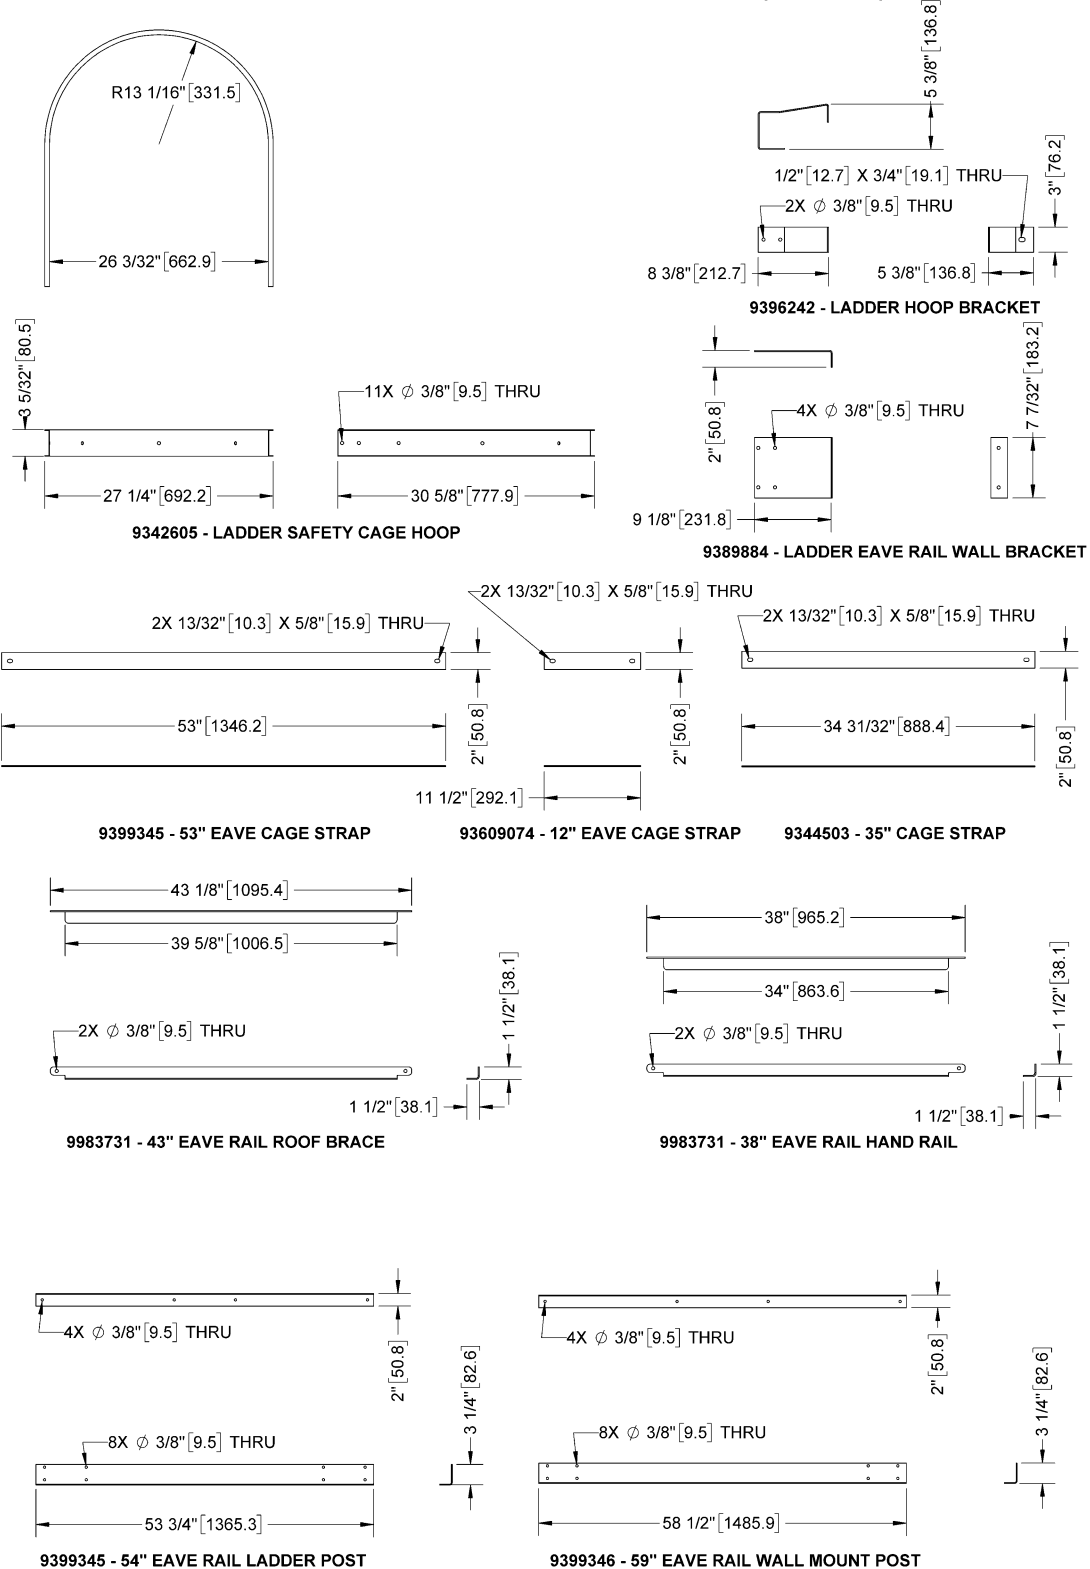 R13 1/16" [331.5]
26 3/32" [662.9]
5 3/8" [136.8]
1/2" [12.7] X 3/4" [19.1] THRU
3" [76.2]
2X ∅ 3/8" [9.5] THRU
8 3/8" [212.7]
5 3/8" [136.8]
9396242 - LADDER HOOP BRACKET
3 5/32" [80.5]
11X ∅ 3/8" [9.5] THRU
27 1/4" [692.2]
30 5/8" [777.9]
9342605 - LADDER SAFETY CAGE HOOP
2" [50.8]
4X ∅ 3/8" [9.5] THRU
7 7/32" [183.2]
9 1/8" [231.8]
9389884 - LADDER EAVE RAIL WALL BRACKET
2X 13/32" [10.3] X 5/8" [15.9] THRU
53" [1346.2]
2" [50.8]
9399345 - 53" EAVE CAGE STRAP
2X 13/32" [10.3] X 5/8" [15.9] THRU
2" [50.8]
11 1/2" [292.1]
93609074 - 12" EAVE CAGE STRAP
2X 13/32" [10.3] X 5/8" [15.9] THRU
34 31/32" [888.4]
2" [50.8]
9344503 - 35" CAGE STRAP
43 1/8" [1095.4]
39 5/8" [1006.5]
2X ∅ 3/8" [9.5] THRU
1 1/2" [38.1]
1 1/2" [38.1]
9983731 - 43" EAVE RAIL ROOF BRACE
38" [965.2]
34" [863.6]
2X ∅ 3/8" [9.5] THRU
1 1/2" [38.1]
1 1/2" [38.1]
9983731 - 38" EAVE RAIL HAND RAIL
4X ∅ 3/8" [9.5] THRU
2" [50.8]
8X ∅ 3/8" [9.5] THRU
3 1/4" [82.6]
53 3/4" [1365.3]
9399345 - 54" EAVE RAIL LADDER POST
4X ∅ 3/8" [9.5] THRU
2" [50.8]
8X ∅ 3/8" [9.5] THRU
3 1/4" [82.6]
58 1/2" [1485.9]
9399346 - 59" EAVE RAIL WALL MOUNT POST